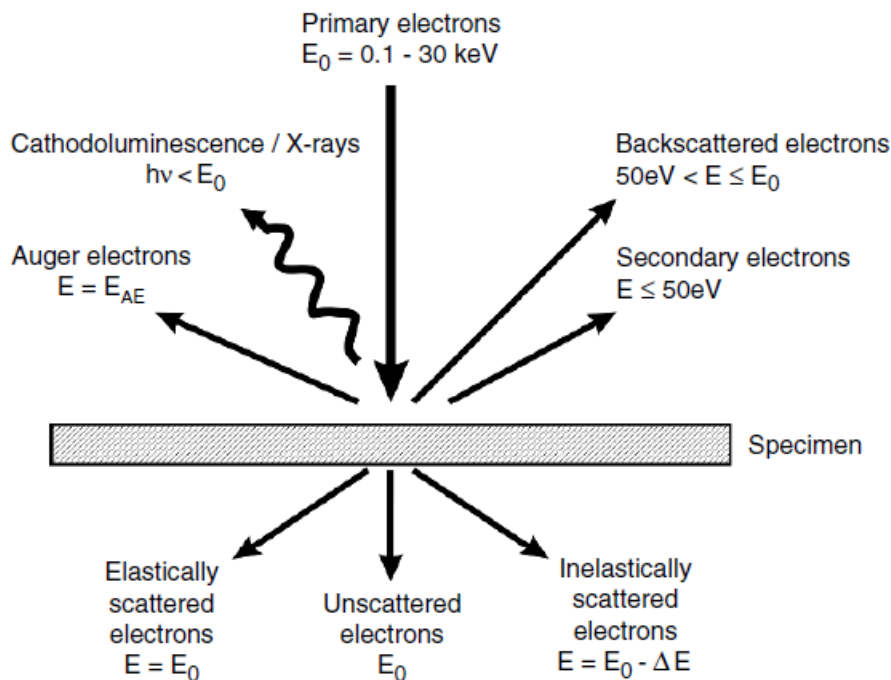 Primary electrons
E₀ = 0.1 - 30 keV
Cathodoluminescence / X-rays
hν < E₀
Backscattered electrons
50eV < E ≤ E₀
Auger electrons
E = E_AE
Secondary electrons
E ≤ 50eV
Specimen
Elastically
scattered
electrons
E = E₀
Unscattered
electrons
E₀
Inelastically
scattered
electrons
E = E₀ - ΔE